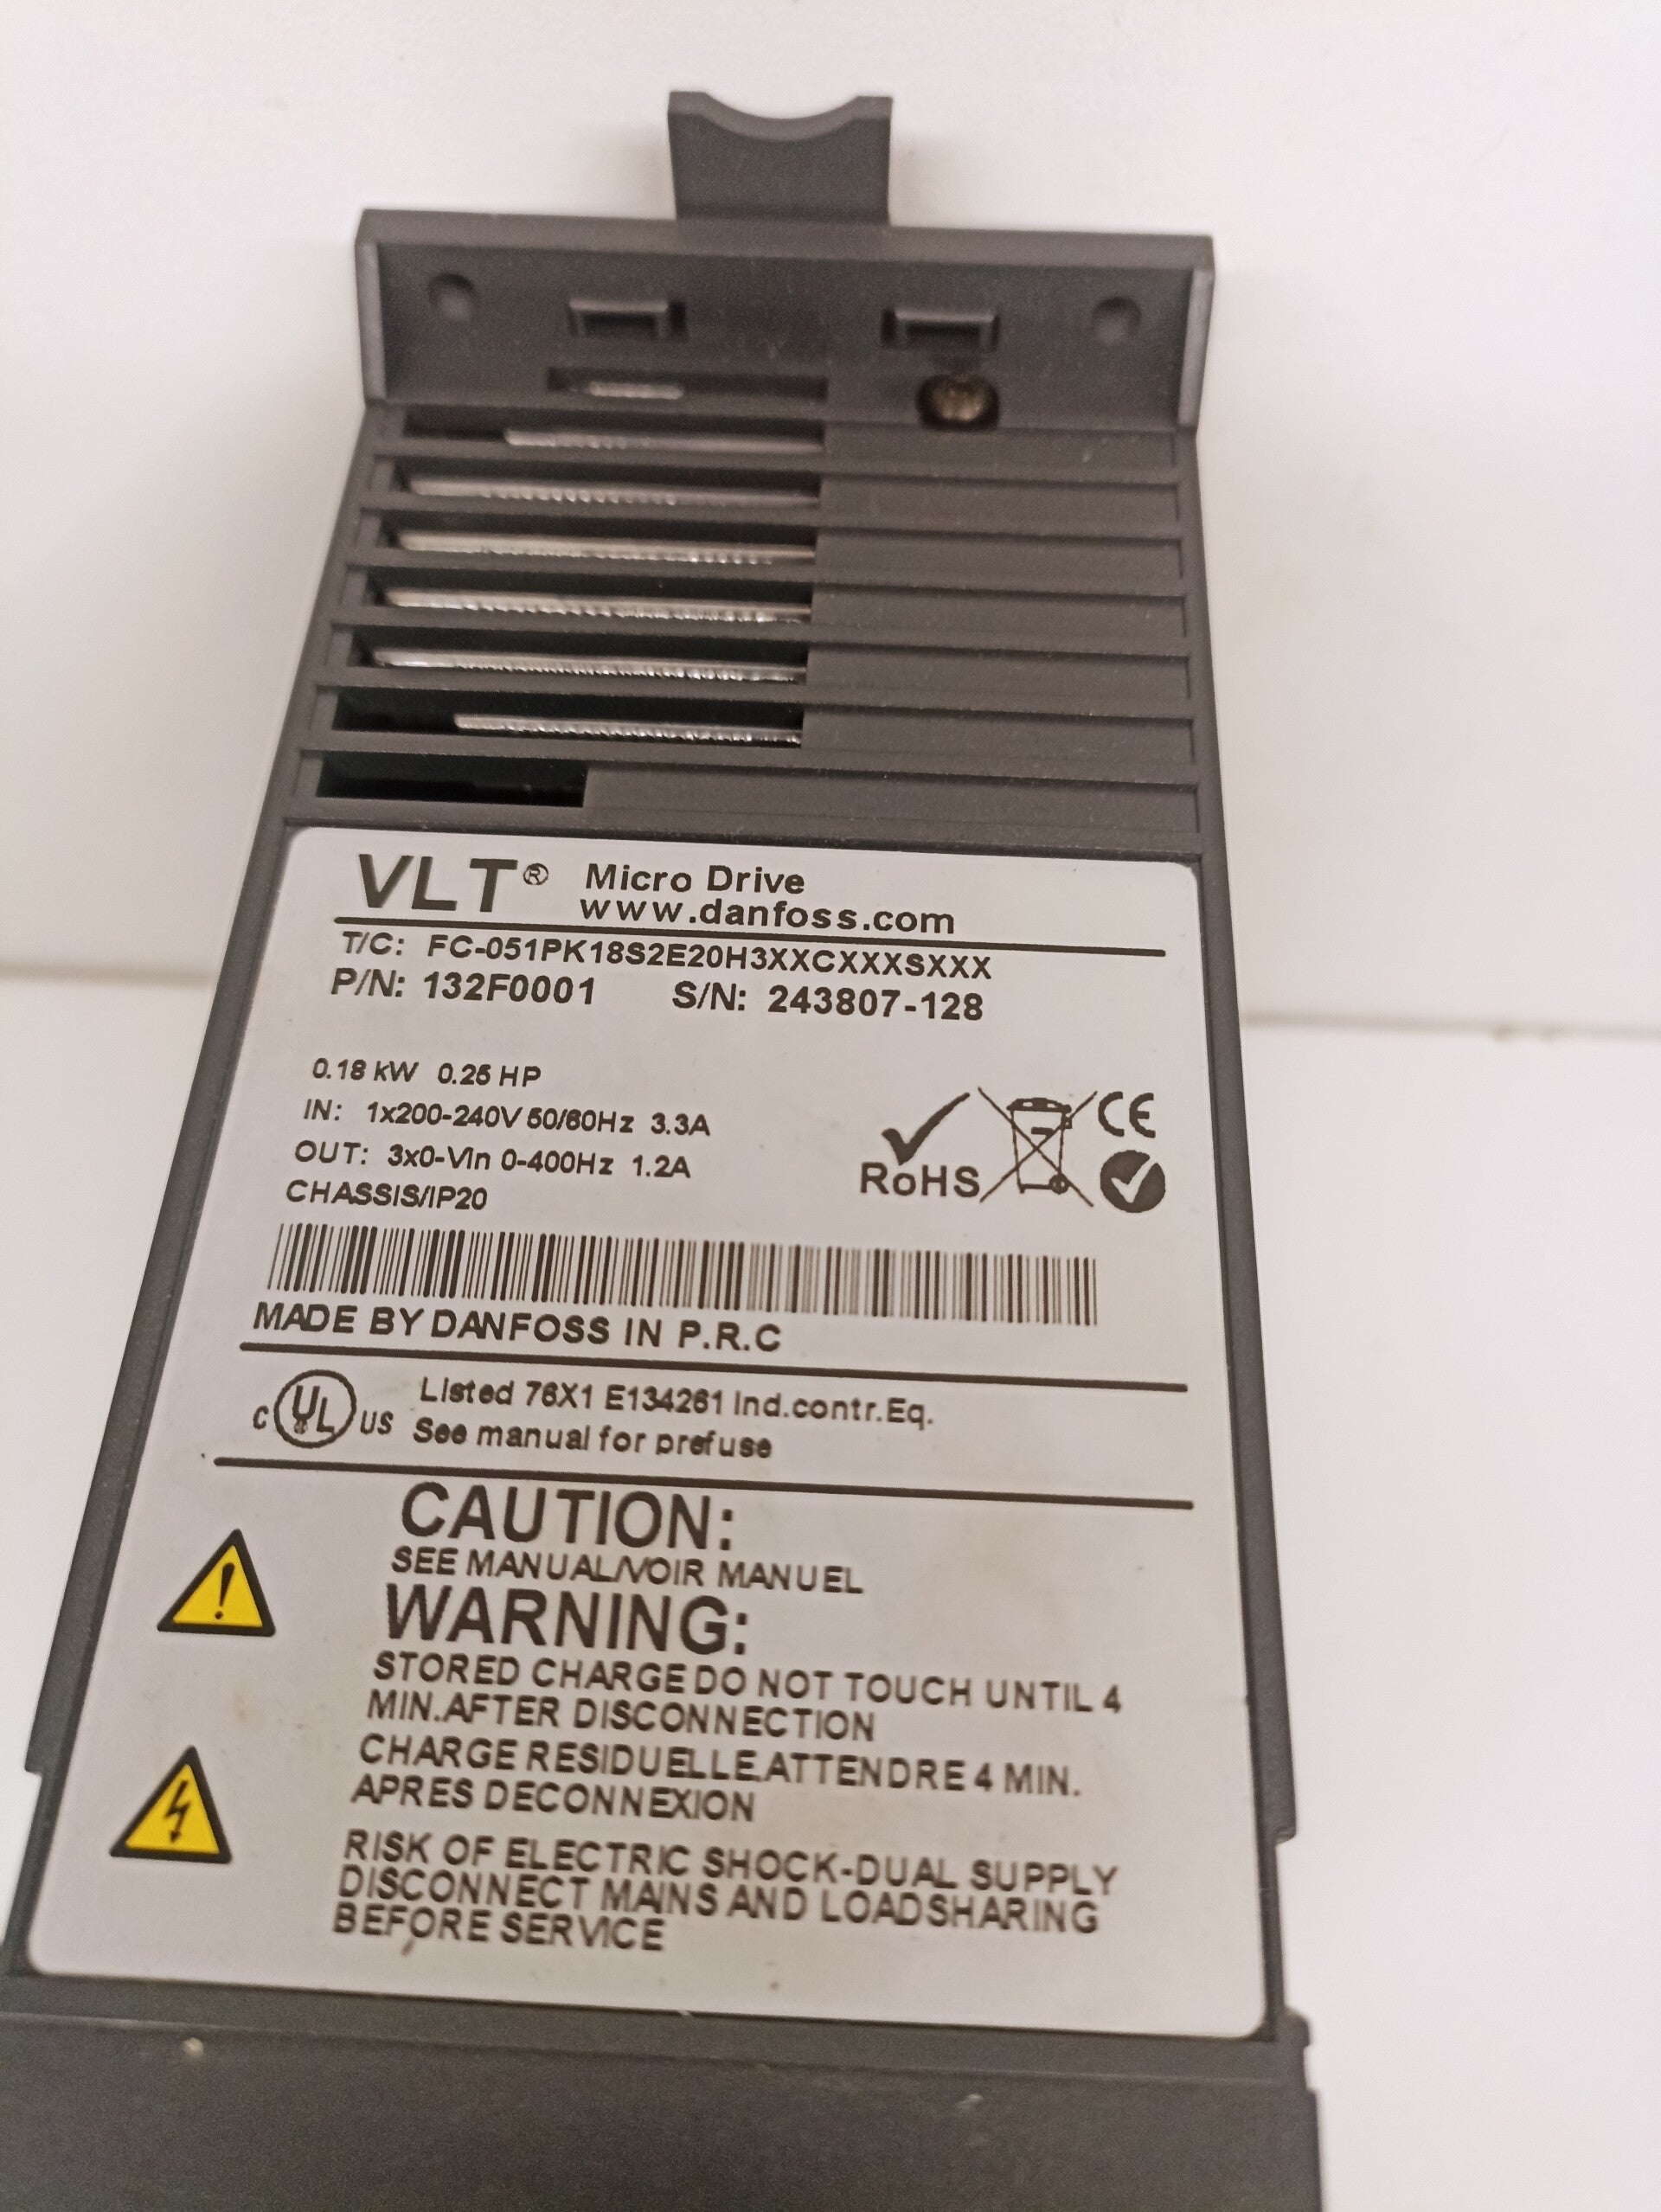 VLT® Micro Drive
www.danfoss.com
T/C: FC-051PK18S2E20H3XXCXXXSXXX
P/N: 132F0001 S/N: 243807-128
0.18 kW 0.25 HP
IN: 1x200-240V 50/60Hz 3.3A
OUT: 3x0-Vin 0-400Hz 1.2A
CHASSIS/IP20
RoHS
CE
MADE BY DANFOSS IN P.R.C
C UL US Listed 76X1 E134261 Ind.contr.Eq.
See manual for prefuse
CAUTION:
SEE MANUAL/VOIR MANUEL
WARNING:
STORED CHARGE DO NOT TOUCH UNTIL 4
MIN.AFTER DISCONNECTION
CHARGE RESIDUELLE.ATTENDRE 4 MIN.
APRES DECONNEXION
RISK OF ELECTRIC SHOCK-DUAL SUPPLY
DISCONNECT MAINS AND LOADSHARING
BEFORE SERVICE